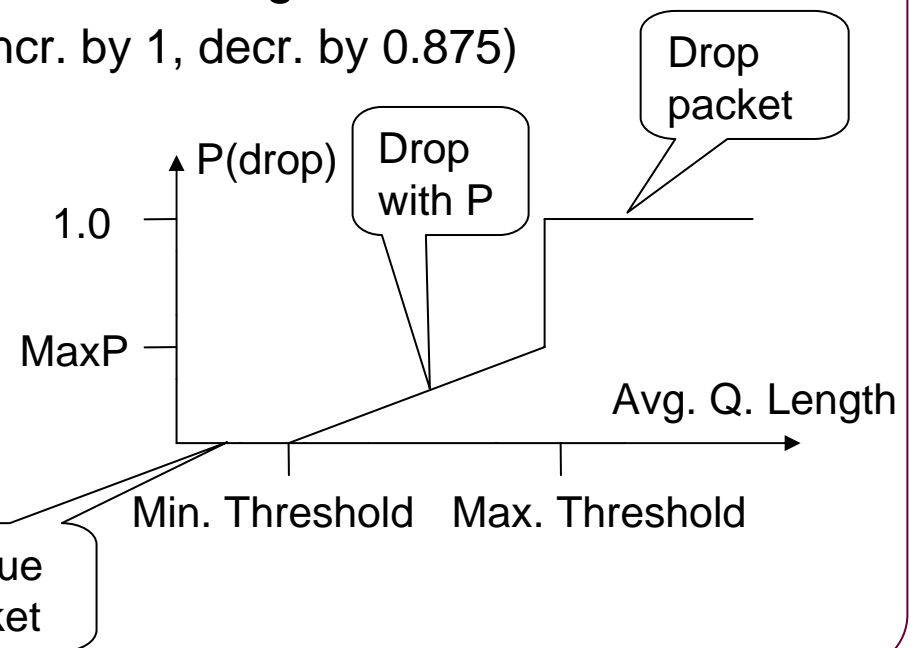 ncr. by 1, decr. by 0.875)
Drop
packet
P(drop)
Drop
with P
1.0
MaxP
Avg. Q. Length
Min. Threshold
Max. Threshold
ue
ket